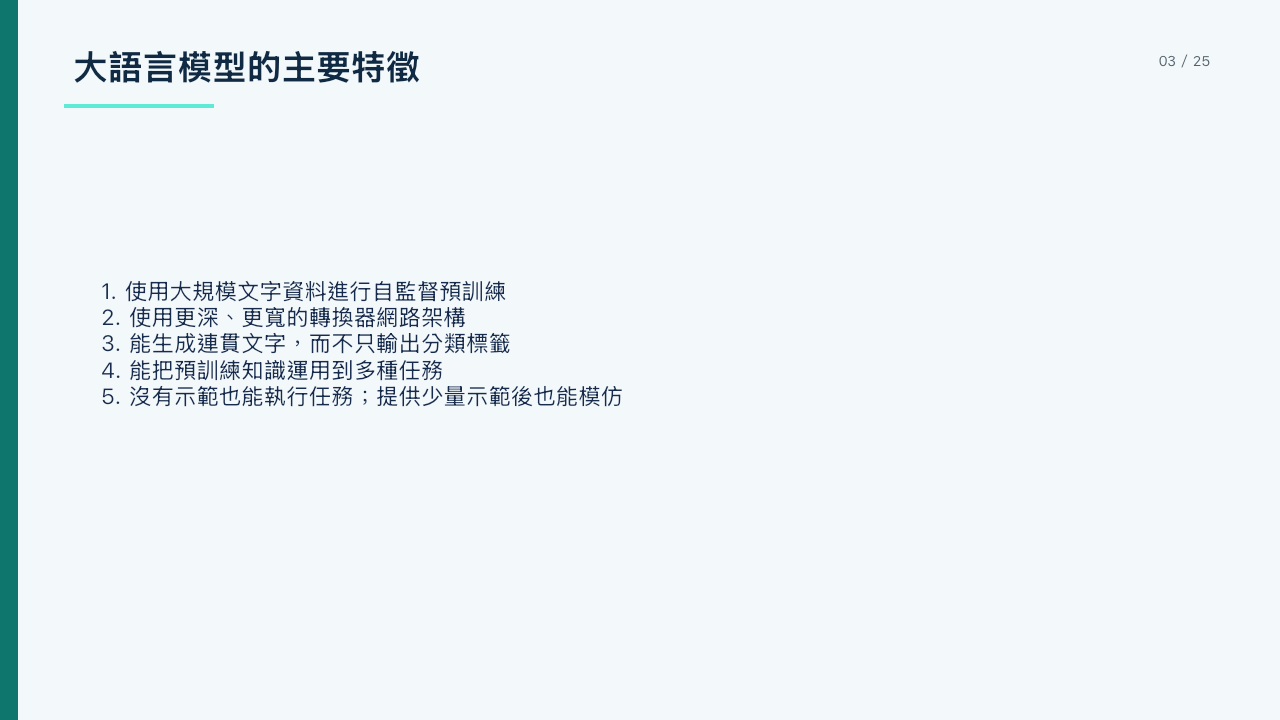 大語言模型的主要特徵
03 / 25
1. 使用大規模文字資料進行自監督預訓練
2. 使用更深、更寬的轉換器網路架構
3. 能生成連貫文字，而不只輸出分類標籤
4. 能把預訓練知識運用到多種任務
5. 沒有示範也能執行任務；提供少量示範後也能模仿